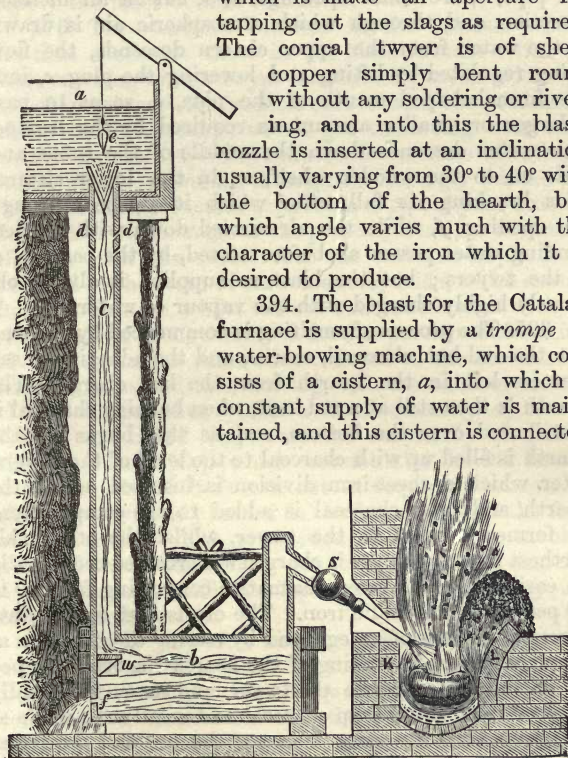 which is made an aperture
tapping out the slags as require
The conical twyer is of shee
copper simply bent roun
without any soldering or rive
ing, and into this the blas
nozzle is inserted at an inclinatio
usually varying from 30° to 40° wit
the bottom of the hearth, b
which angle varies much with th
character of the iron which it
desired to produce.
394. The blast for the Catala
furnace is supplied by a trompe
water-blowing machine, which co
sists of a cistern, a, into which
constant supply of water is mai
tained, and this cistern is connecte
a
e
d d
c
s
b
K
L
w
f